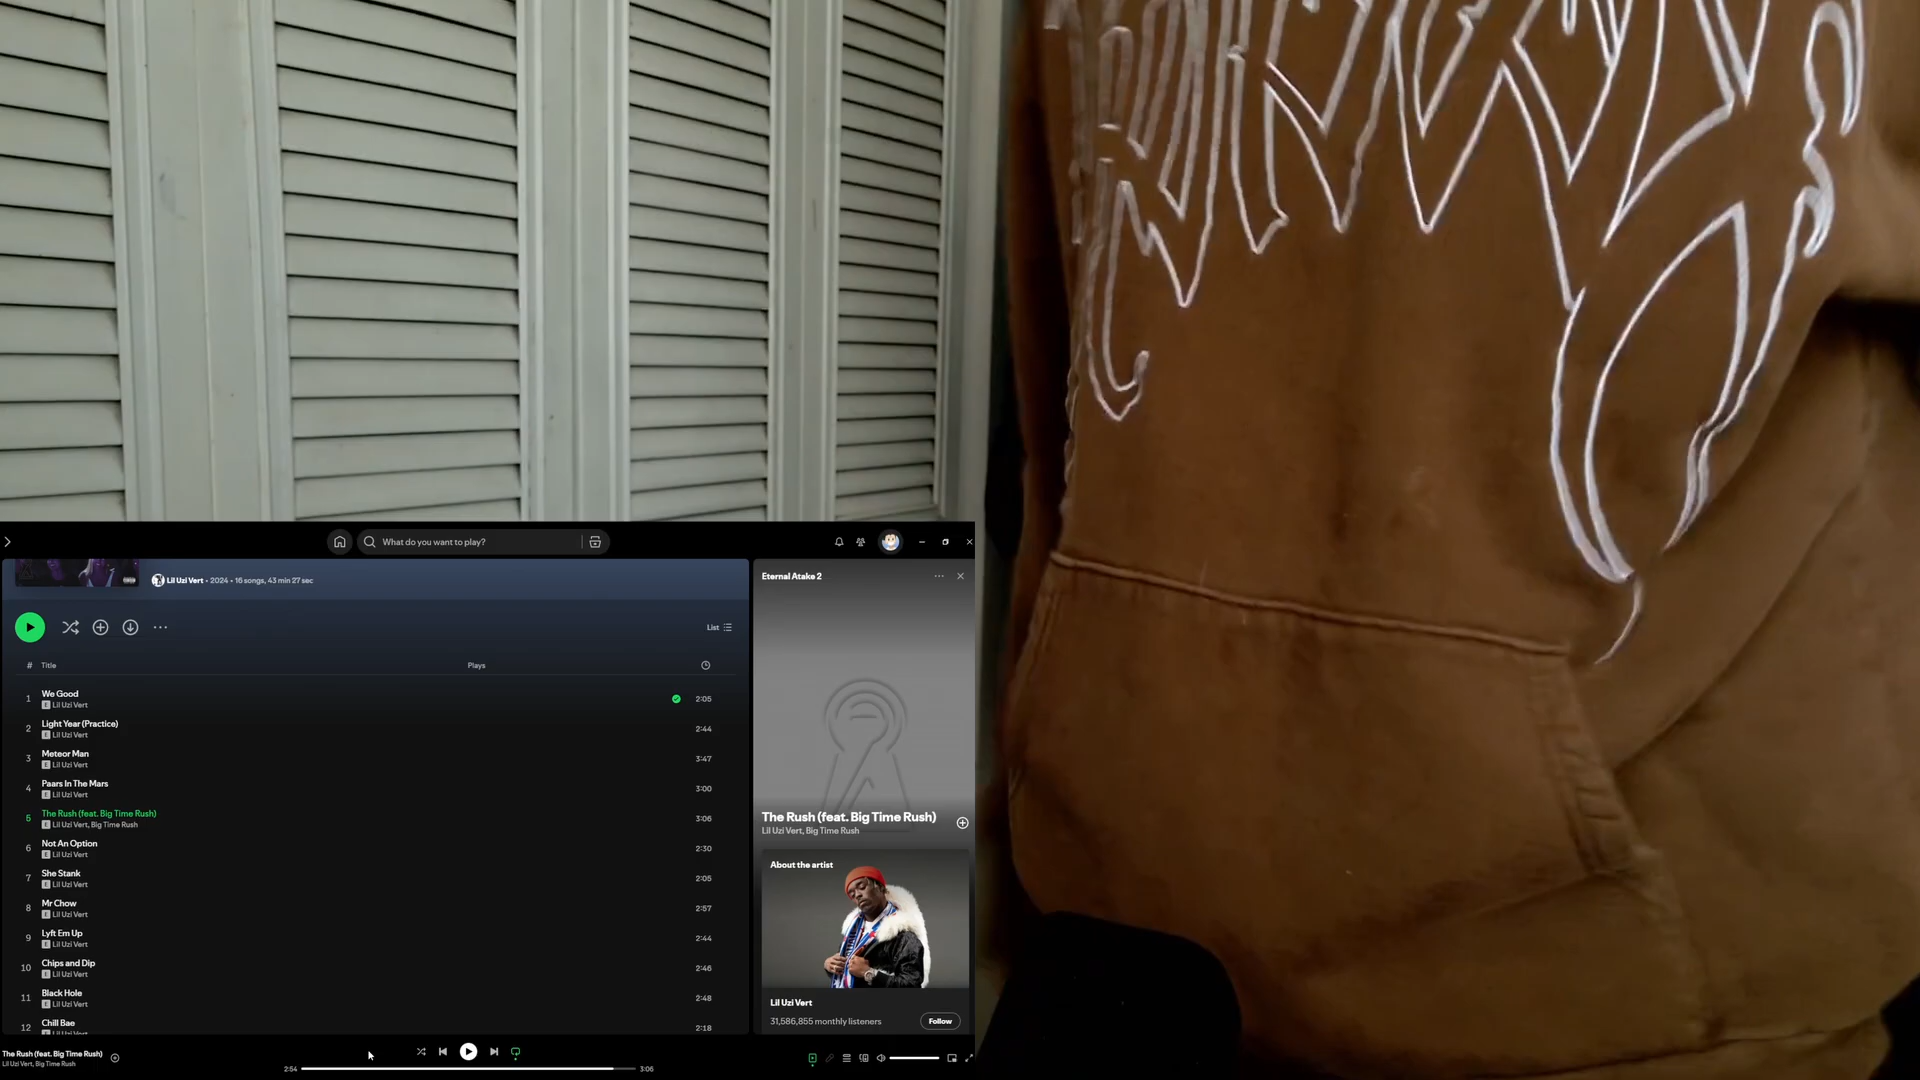 What do you want to play?
Lil Uzi Vert • 2024 • 16 songs, 43 min 27 sec
List
# Title Plays
1 We Good 2:05
E Lil Uzi Vert
2 Light Year (Practice) 2:44
E Lil Uzi Vert
3 Meteor Man 3:47
E Lil Uzi Vert
4 Paars In The Mars 3:00
E Lil Uzi Vert
5 The Rush (feat. Big Time Rush) 3:06
E Lil Uzi Vert, Big Time Rush
6 Not An Option 2:30
E Lil Uzi Vert
7 She Stank 2:05
E Lil Uzi Vert
8 Mr Chow 2:57
E Lil Uzi Vert
9 Lyft Em Up 2:44
E Lil Uzi Vert
10 Chips and Dip 2:46
E Lil Uzi Vert
11 Black Hole 2:48
E Lil Uzi Vert
12 Chill Bae 2:18
E Lil Uzi Vert
Eternal Atake 2
The Rush (feat. Big Time Rush)
Lil Uzi Vert, Big Time Rush
About the artist
Lil Uzi Vert
31,586,855 monthly listeners
Follow
The Rush (feat. Big Time Rush)
Lil Uzi Vert, Big Time Rush
2:54
3:06